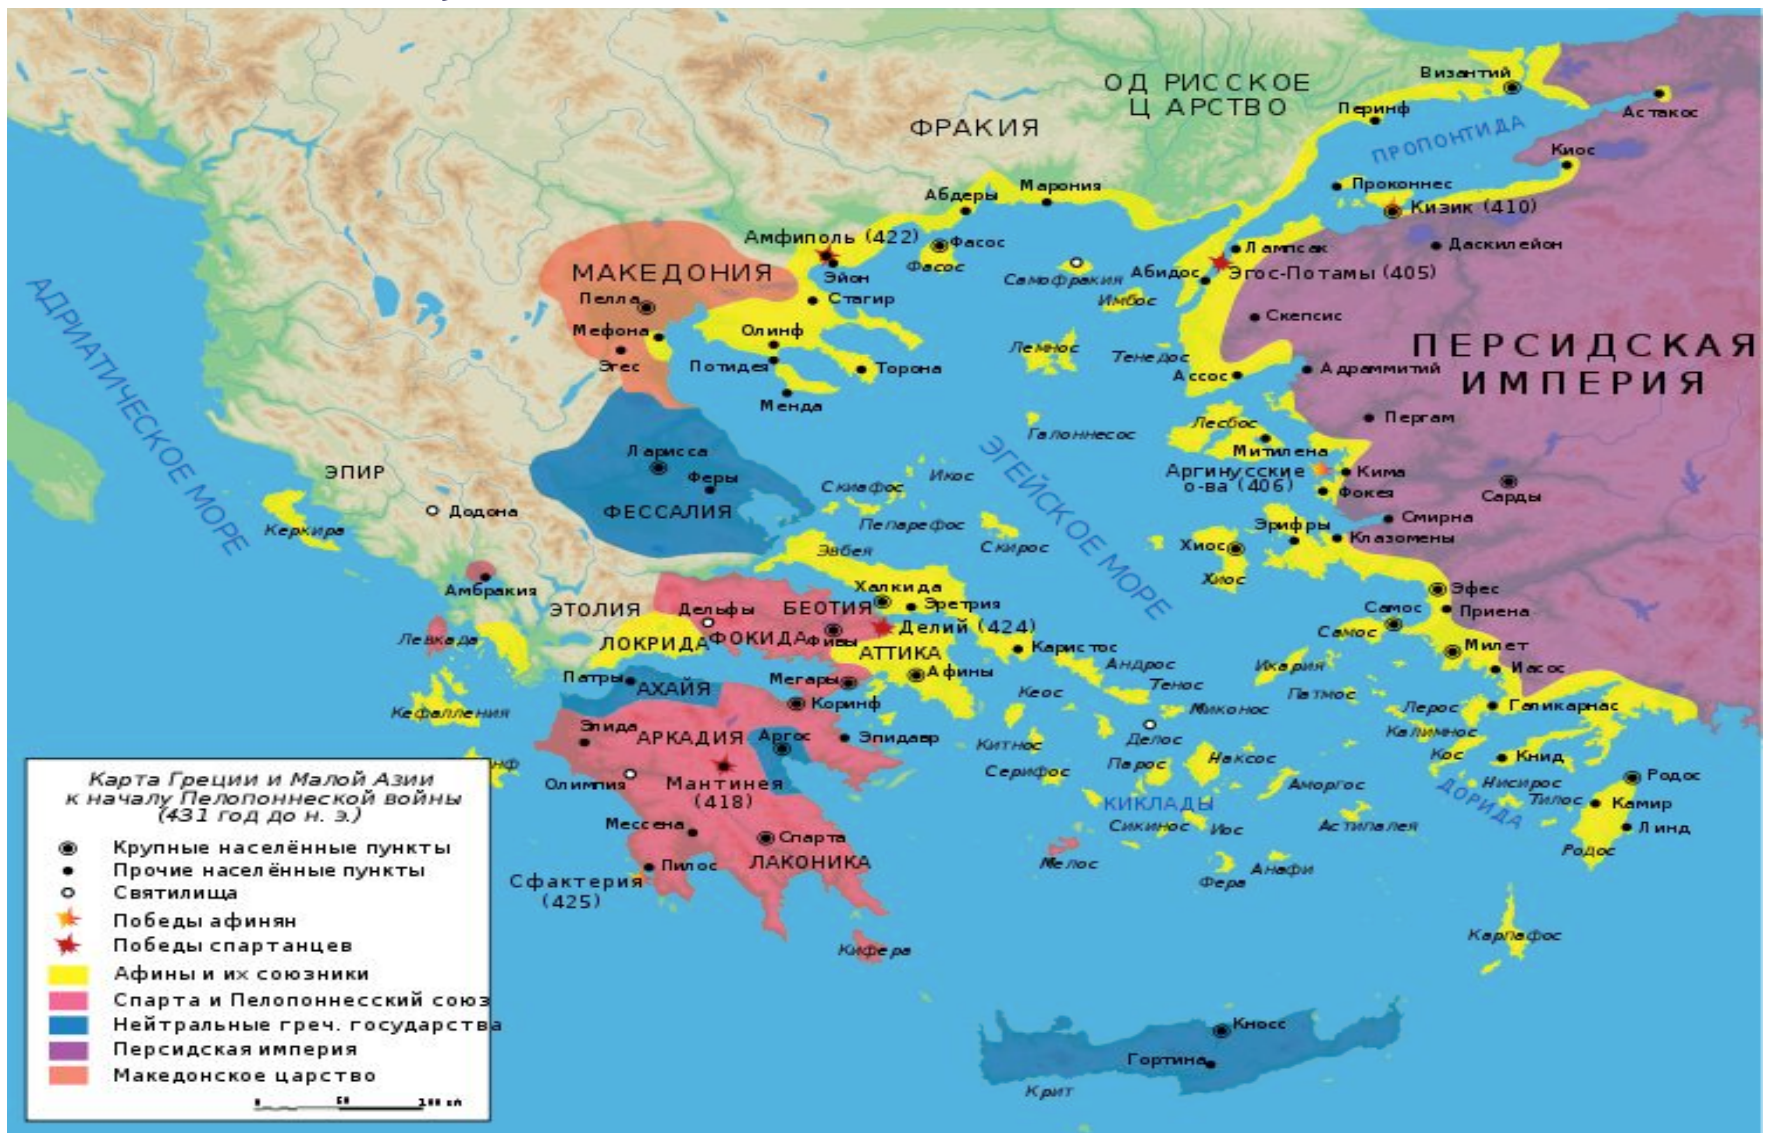 ОД РИССКОЕ
Ц АРСТВО
ФРАКИЯ
Византий
Перинф
Астакос
ПРОПОНТИДА
Киос
Проконнес
Кизик (410)
Абдеры
Марония
Амфиполь (422)
Фасос
Фасос
Эйон
Самофракия
Имброс
Лампсак
Даскилейон
Абидос
Эгос-Потамы (405)
МАКЕДОНИЯ
Пелла
Стагир
Мефона
Олинф
Эгес
Потидея
Торона
Менда
Лемнос
Тенедос
Скепсис
ПЕРСИДСКАЯ
ИМПЕРИЯ
Ассос
Адраммитий
АДРИАТИЧЕСКОЕ МОРЕ
Галоннесос
Лесбос
Митилена
Пергам
ЭГЕЙСКОЕ МОРЕ
Аргинусские
о-ва (406)
Кима
Фокея
Сарды
ЭПИР
Ларисса
Феры
ФЕССАЛИЯ
Додона
Керкира
Скиафос
Икос
Пепарефос
Скирос
Эрифры
Смирна
Клазомены
Хиос
Хиос
Эвбея
Амбракия
ЭТОЛИЯ
Дельфы
БЕОТИЯ
Халкида
Эретрия
Эфес
Самос
Приена
Самос
Левкада
ЛОКРИДА
ФОКИДА
Фивы
Делий (424)
АТТИКА
Каристос
Милет
Иасос
Патры
АХАЙЯ
Мегары
Афины
Андрос
Тенос
Икария
Патмос
Кефалления
Коринф
Кеос
Миконос
Лерос
Галикарнас
Элида
АРКАДИЯ
Аргос
Эпидавр
Китнос
Делос
Калимнос
Олимпия
Мантинея
(418)
Серифос
Парос
Наксос
Кос
Книд
Аморгос
Нисирос
Родос
КИКЛАДЫ
ДОРИДА
Тилос
Камир
Мессена
Спарта
Сикинос
Иос
Астипалея
Линд
Пилос
ЛАКОНИКА
Мелос
Родос
Сфактерия
(425)
Фера
Анафи
Кифера
Карпафос
Кносс
Гортина
Крит
Карта Греции и Малой Азии
к началу Пелопоннеской войны
(431 год до н. э.)
Крупные населённые пункты
Прочие населённые пункты
Святилища
Победы афинян
Победы спартанцев
Афины и их союзники
Спарта и Пелопоннесский союз
Нейтральные греч. государства
Персидская империя
Македонское царство